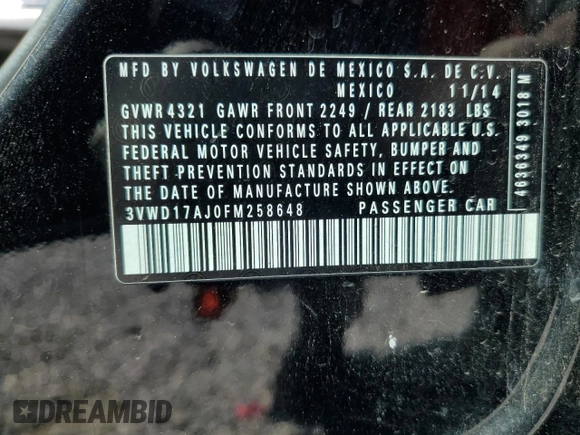 MFD BY VOLKSWAGEN DE MEXICO S.A. DE C.V.
MEXICO 11/14
GVWR 4321 GAWR FRONT 2249 / REAR 2183 LBS
THIS VEHICLE CONFORMS TO ALL APPLICABLE U.S.
FEDERAL MOTOR VEHICLE SAFETY, BUMPER AND
THEFT PREVENTION STANDARDS IN EFFECT ON
THE DATE OF MANUFACTURE SHOWN ABOVE.
3VWD17AJ0FM258648 PASSENGER CAR
4636349 3018 M
DREAMBID